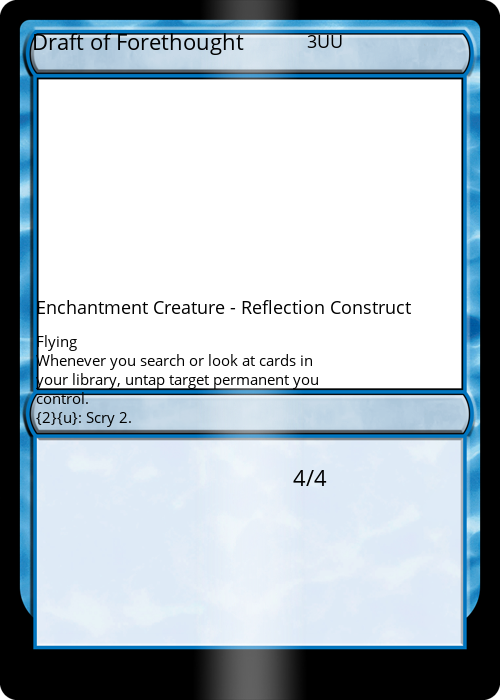 Draft of Forethought 3UU
Enchantment Creature - Reflection Construct
Flying
Whenever you search or look at cards in
your library, untap target permanent you
control.
{2}{u}: Scry 2.
4/4